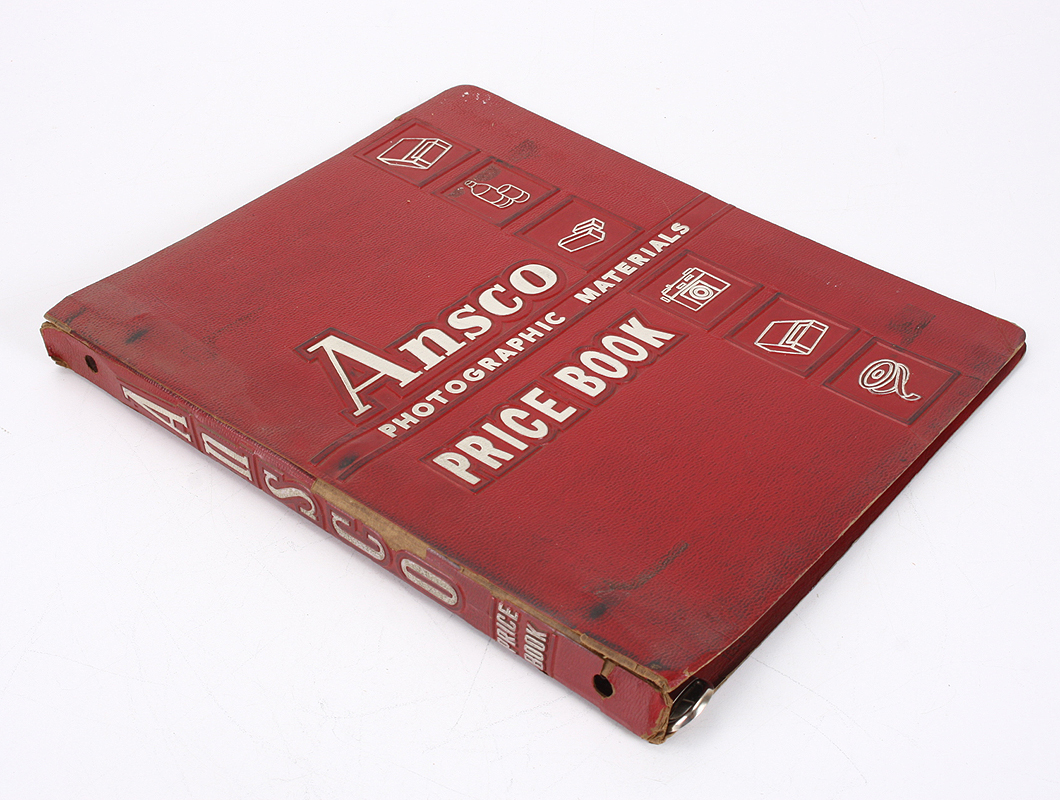 Ansco
PHOTOGRAPHIC MATERIALS
PRICE BOOK
AnSCO
PRICE
BOOK